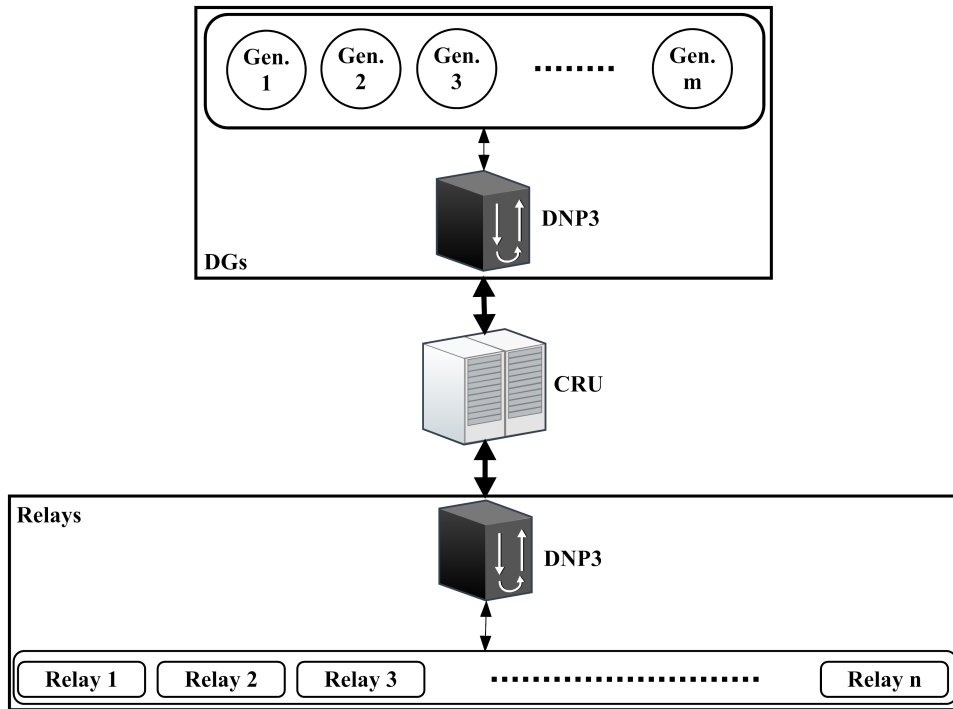 Gen. 1
Gen. 2
Gen. 3
Gen. m
DNP3
DGs
CRU
Relays
DNP3
Relay 1
Relay 2
Relay 3
Relay n